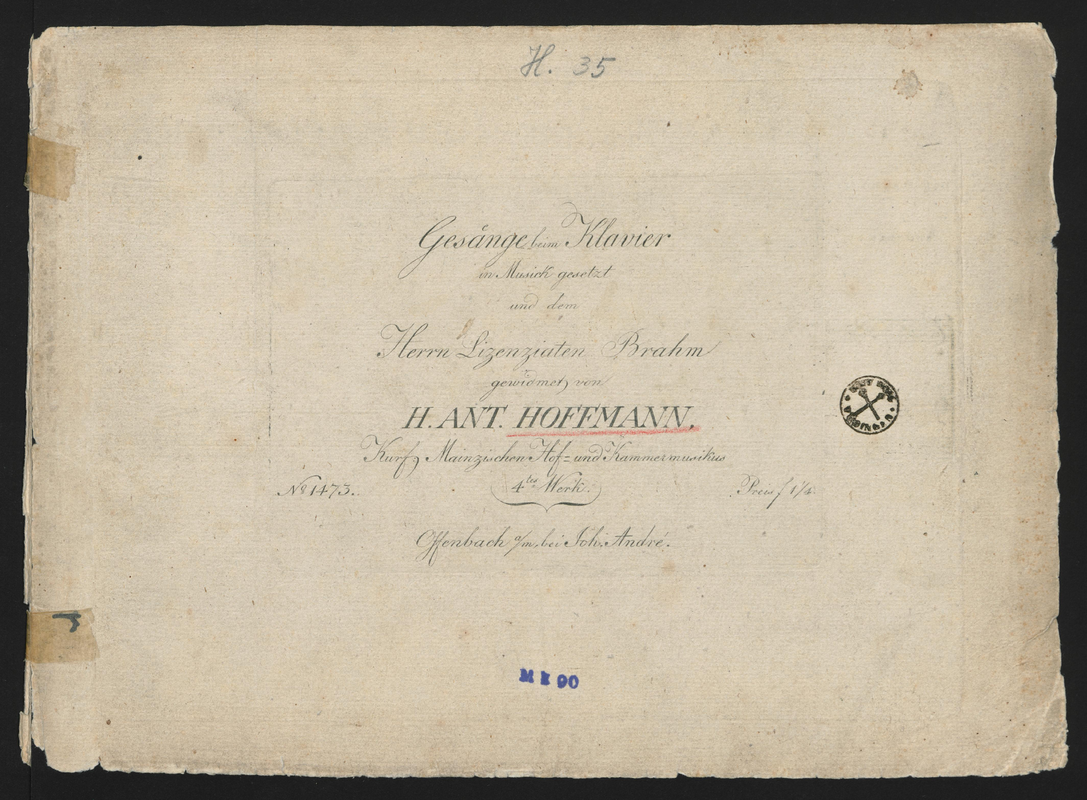 H. 35
Gesänge beim Klavier
in Musick gesetzt
und dem
Herrn Lizenziaten Brahm
gewidmet, von
H. ANT. HOFFMANN.
Kurf. Mainzischen Hof= und Kammermusikus
No 1473. 4tes Werk. Preis f 1/4
Offenbach a/m, bei Joh: André.
M K 90